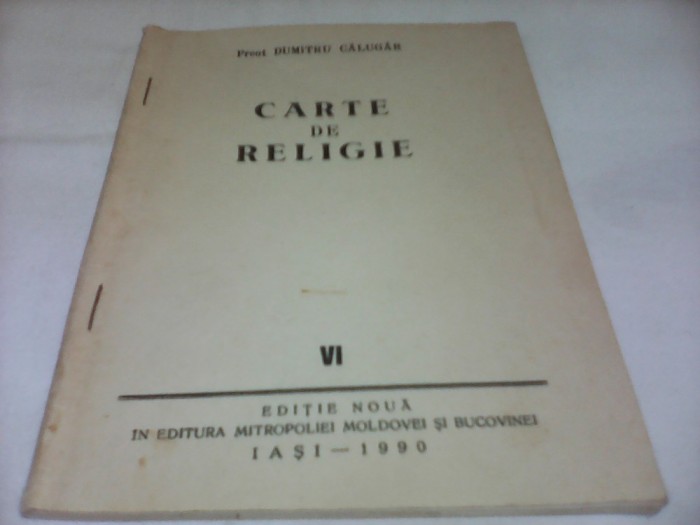 Preot DUMITRU CĂLUGĂR
CARTE
DE
RELIGIE
VI
EDIȚIE NOUĂ
IN EDITURA MITROPOLIEI MOLDOVEI ȘI BUCOVINEI
IAȘI — 1990